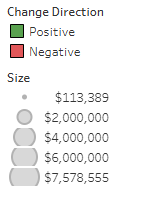 Change Direction
Positive
Negative
Size
$113,389
$2,000,000
$4,000,000
$6,000,000
$7,578,555